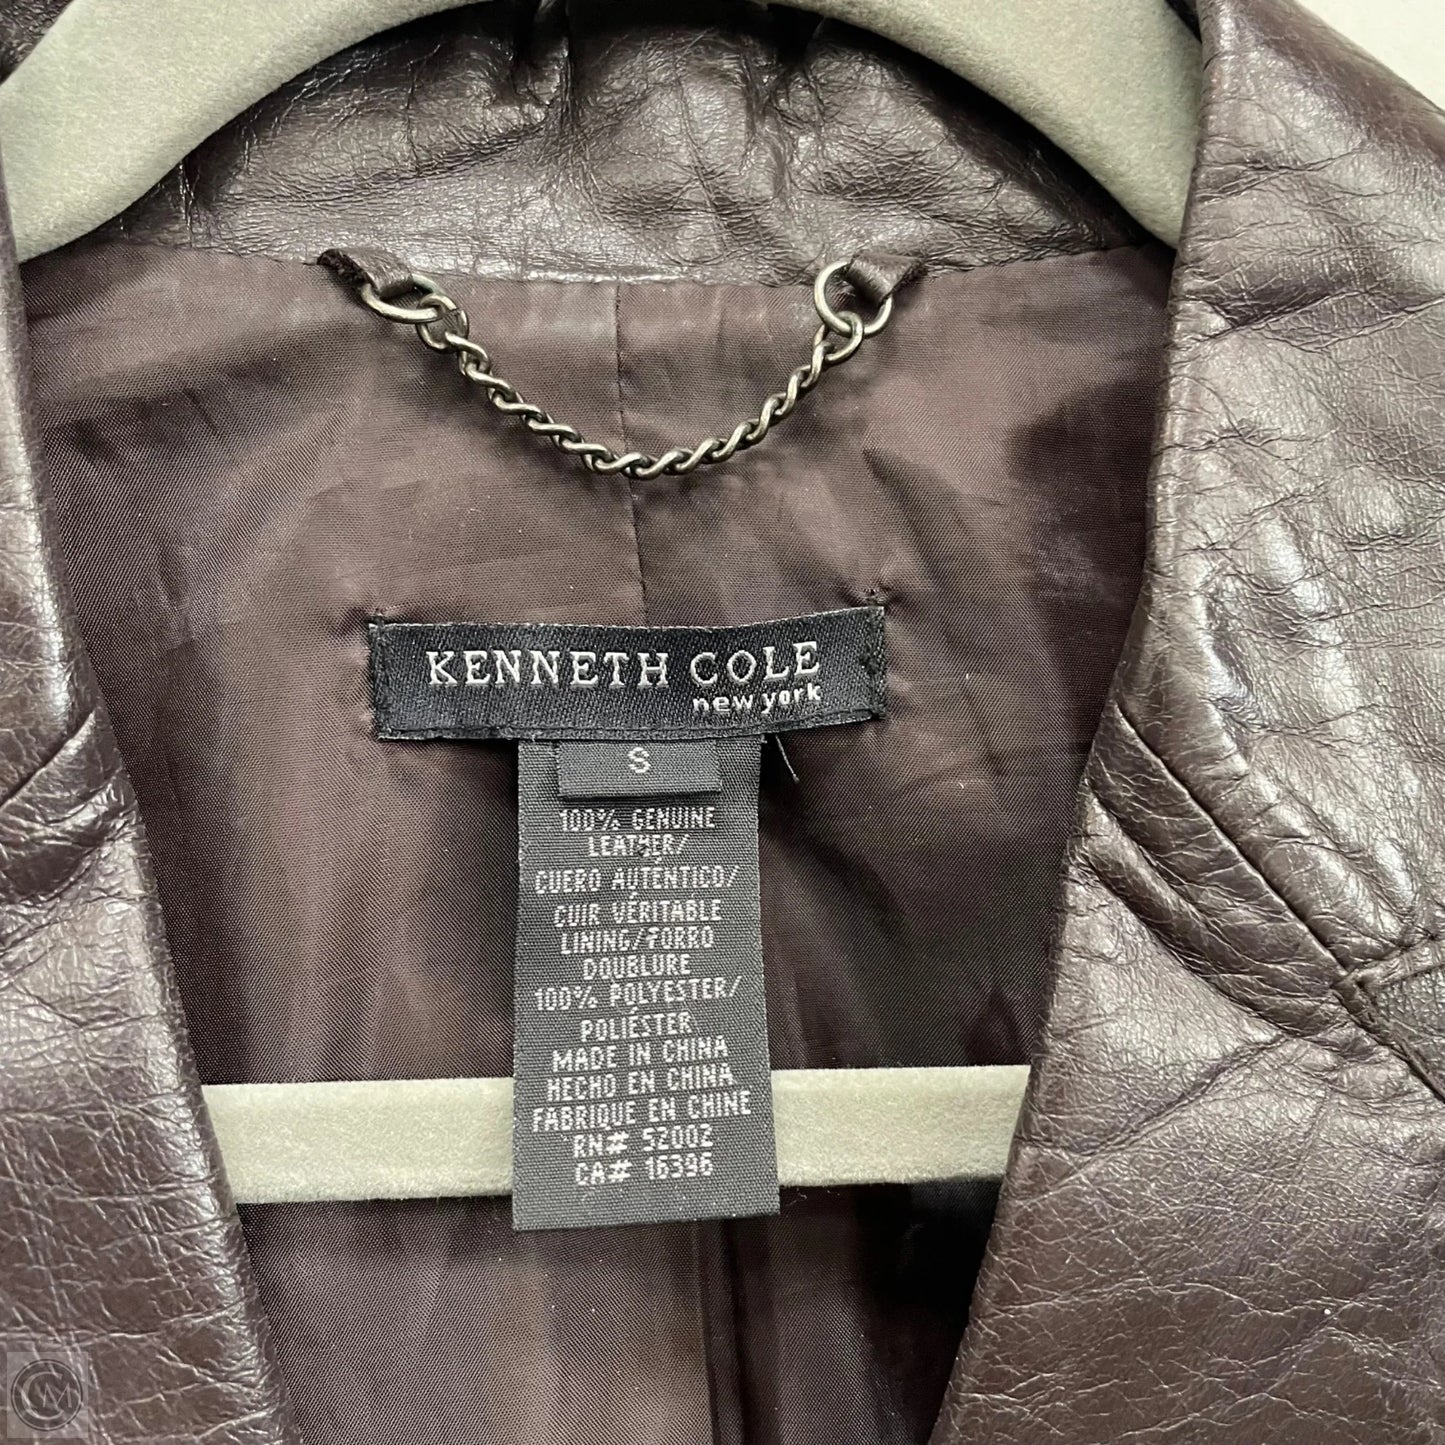 KENNETH COLE
new york
S
100% GENUINE
LEATHER/
CUERO AUTÉNTICO/
CUIR VÉRITABLE
LINING/FORRO
DOUBLURE
100% POLYESTER/
POLIÉSTER
MADE IN CHINA
HECHO EN CHINA
FABRIQUE EN CHINE
RN# 52002
CA# 16396